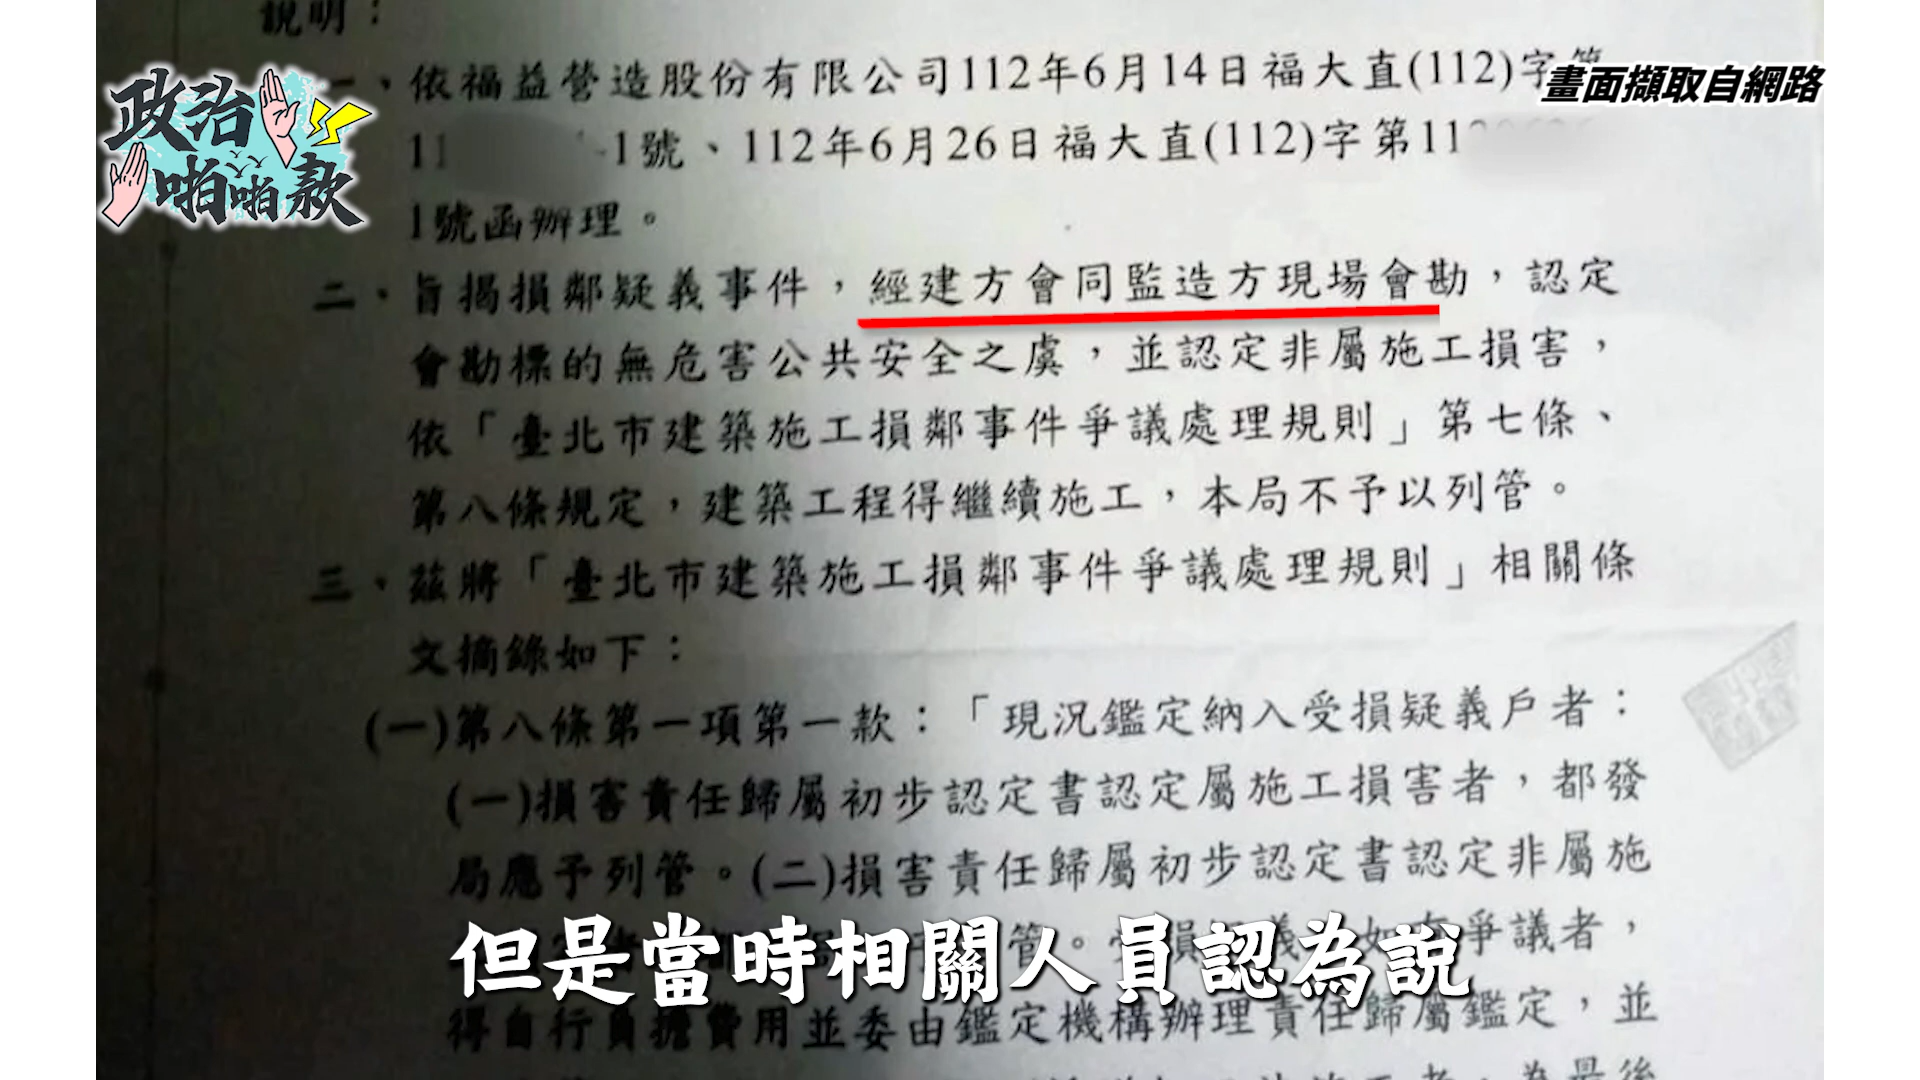 說明：
政治
啪啪款
畫面擷取自網路
一、依福益營造股份有限公司112年6月14日福大直(112)字第
11 -1號、112年6月26日福大直(112)字第11
1號函辦理。
二、旨揭損鄰疑義事件，經建方會同監造方現場會勘，認定
會勘標的無危害公共安全之虞，並認定非屬施工損害，
依「臺北市建築施工損鄰事件爭議處理規則」第七條、
第八條規定，建築工程得繼續施工，本局不予以列管。
三、茲將「臺北市建築施工損鄰事件爭議處理規則」相關條
文摘錄如下：
(一)第八條第一項第一款：「現況鑑定納入受損疑義戶者：
(一)損害責任歸屬初步認定書認定屬施工損害者，都發
局應予列管。(二)損害責任歸屬初步認定書認定非屬施
管。受損 爭議者，
但是當時相關人員認為說
得自行負擔費用並委由鑑定機構辦理責任歸屬鑑定，並